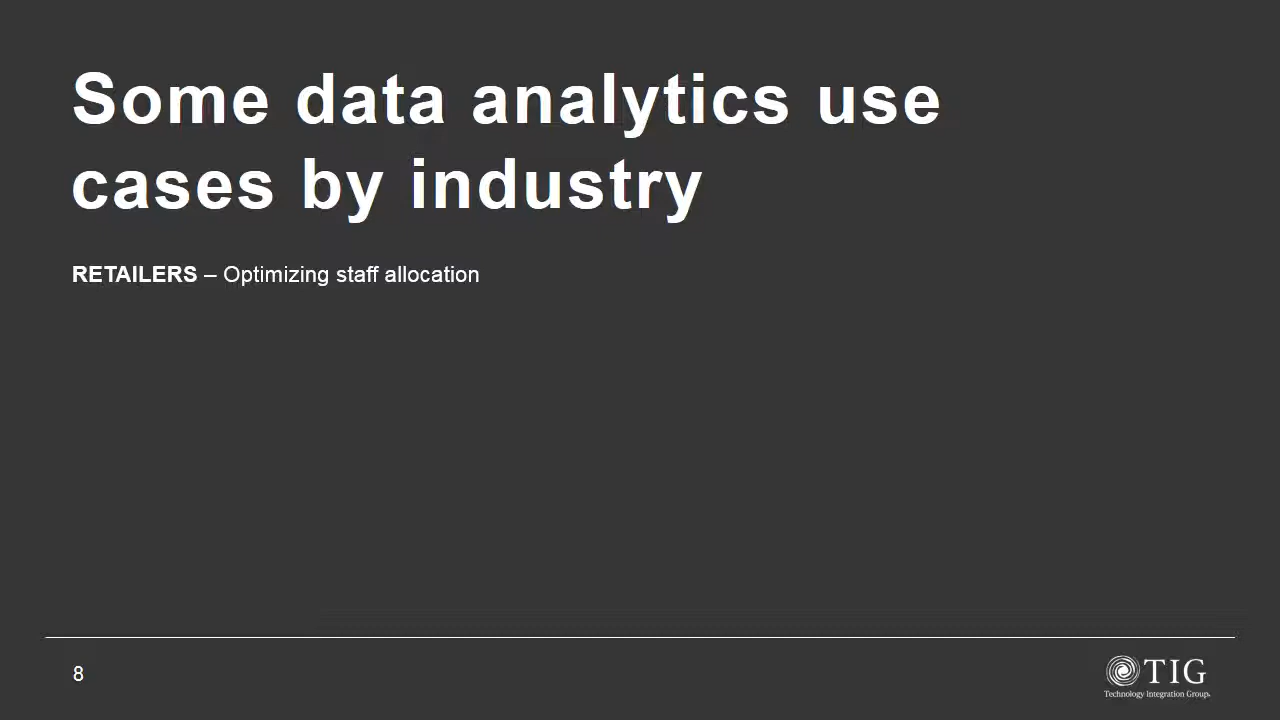 Some data analytics use
cases by industry
RETAILERS – Optimizing staff allocation
8
TIG
Technology Integration Group.